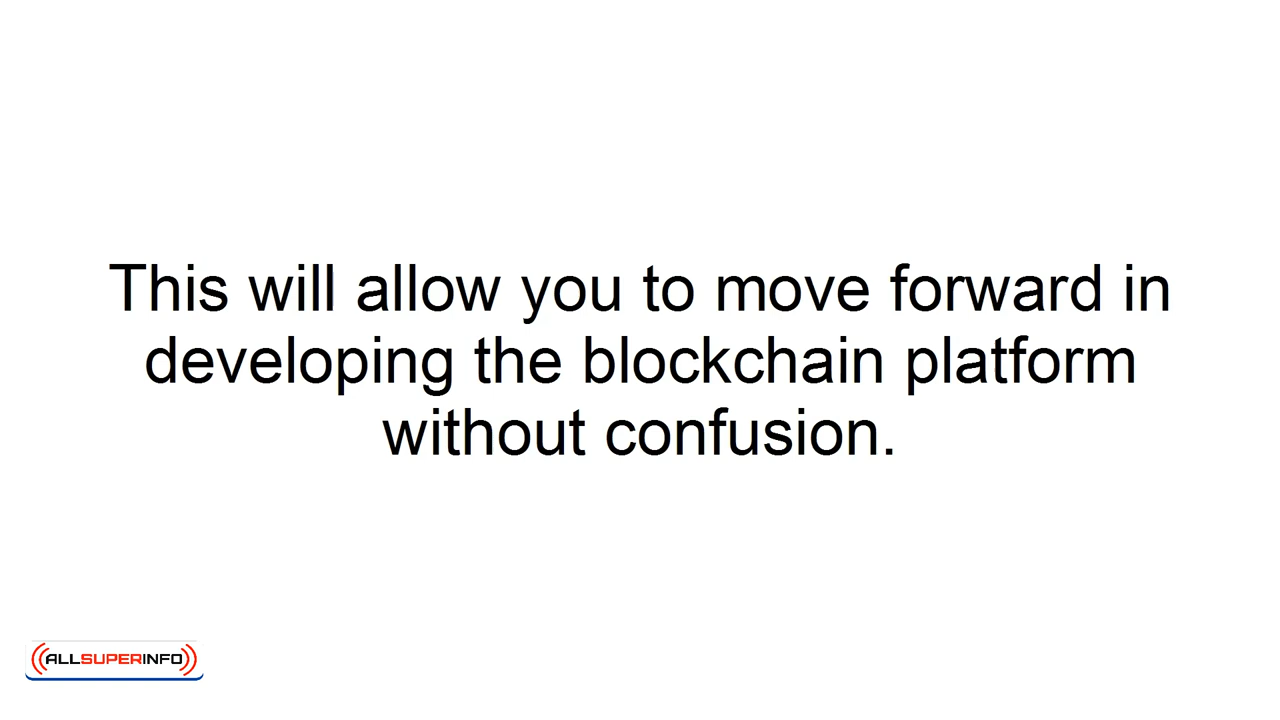 This will allow you to move forward in
developing the blockchain platform
without confusion.
ALLSUPERINFO